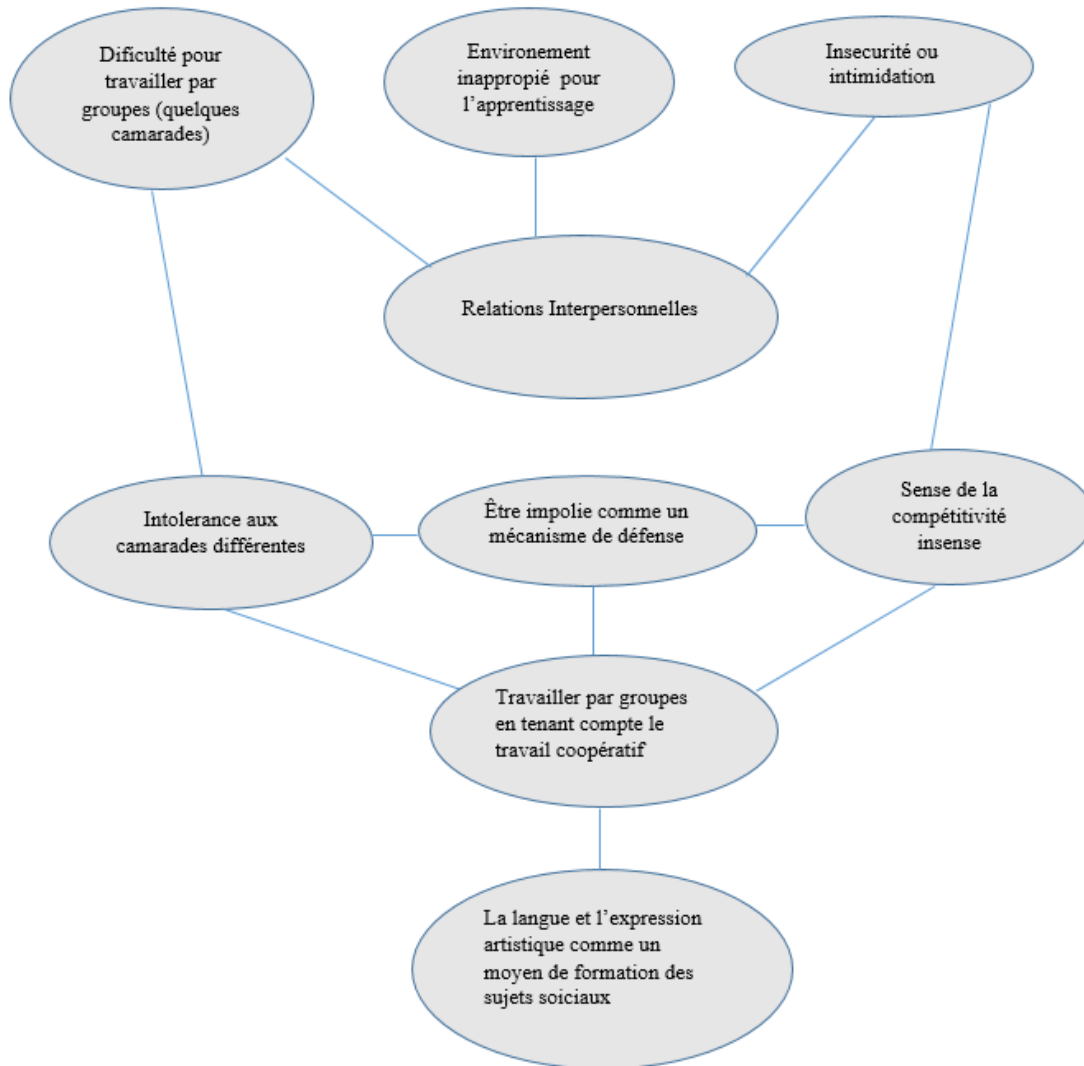 Dificulté pour
travailler par
groupes (quelques
camarades)
Environement
inappropié pour
l’apprentissage
Insecurité ou
intimidation
Relations Interpersonnelles
Intolerance aux
camarades différentes
Être impolie comme un
mécanisme de défense
Sense de la
compétitivité
insense
Travailler par groupes
en tenant compte le
travail coopératif
La langue et l’expression
artistique comme un
moyen de formation des
sujets soiciaux